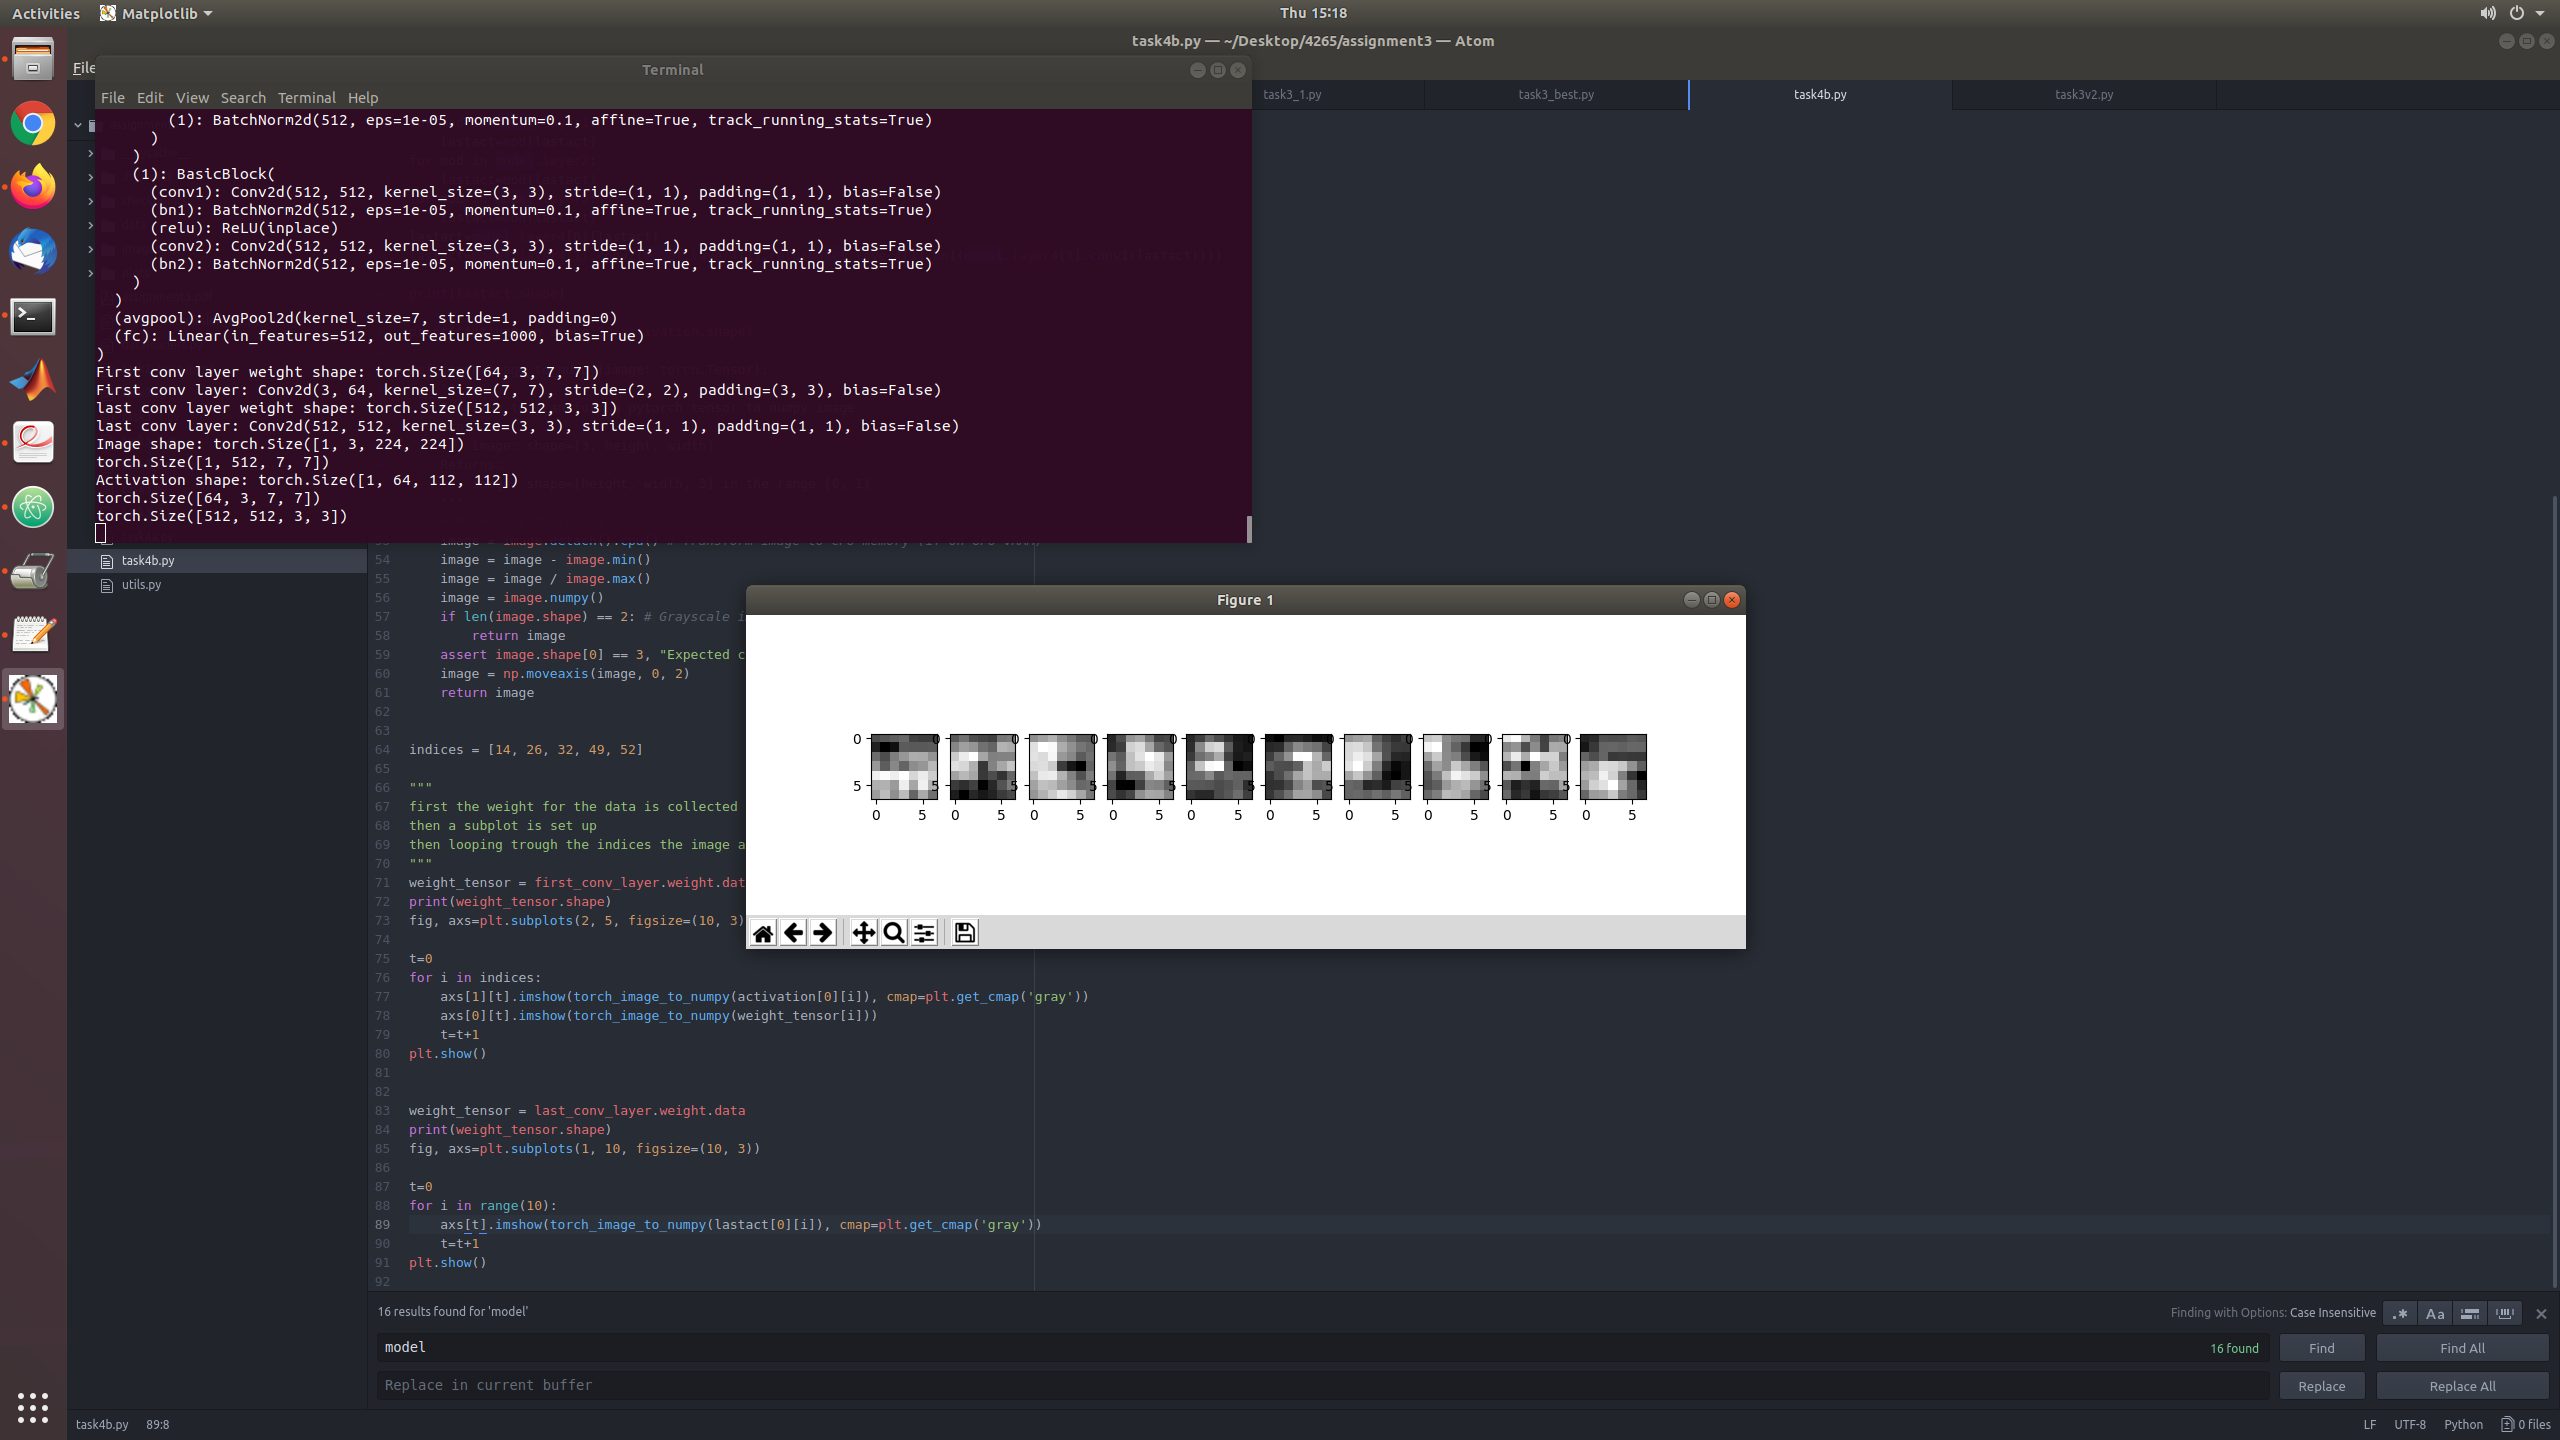 Activities Matplotlib Thu 15:18
task4b.py — ~/Desktop/4265/assignment3 — Atom
File
Terminal
File Edit View Search Terminal Help
task3_1.py task3_best.py task4b.py task3v2.py
(1): BatchNorm2d(512, eps=1e-05, momentum=0.1, affine=True, track_running_stats=True)
)
)
(1): BasicBlock(
(conv1): Conv2d(512, 512, kernel_size=(3, 3), stride=(1, 1), padding=(1, 1), bias=False)
(bn1): BatchNorm2d(512, eps=1e-05, momentum=0.1, affine=True, track_running_stats=True)
(relu): ReLU(inplace)
(conv2): Conv2d(512, 512, kernel_size=(3, 3), stride=(1, 1), padding=(1, 1), bias=False)
(bn2): BatchNorm2d(512, eps=1e-05, momentum=0.1, affine=True, track_running_stats=True)
)
)
(avgpool): AvgPool2d(kernel_size=7, stride=1, padding=0)
(fc): Linear(in_features=512, out_features=1000, bias=True)
)
First conv layer weight shape: torch.Size([64, 3, 7, 7])
First conv layer: Conv2d(3, 64, kernel_size=(7, 7), stride=(2, 2), padding=(3, 3), bias=False)
last conv layer weight shape: torch.Size([512, 512, 3, 3])
last conv layer: Conv2d(512, 512, kernel_size=(3, 3), stride=(1, 1), padding=(1, 1), bias=False)
Image shape: torch.Size([1, 3, 224, 224])
torch.Size([1, 512, 7, 7])
Activation shape: torch.Size([1, 64, 112, 112])
torch.Size([64, 3, 7, 7])
torch.Size([512, 512, 3, 3])
task4b.py
utils.py
54 image = image - image.min()
55 image = image / image.max()
56 image = image.numpy()
57 if len(image.shape) == 2: # Grayscale
58 return image
59 assert image.shape[0] == 3, "Expected
60 image = np.moveaxis(image, 0, 2)
61 return image
62
63
64 indices = [14, 26, 32, 49, 52]
65
66 """
67 first the weight for the data is collected
68 then a subplot is set up
69 then looping trough the indices the image a
70 """
71 weight_tensor = first_conv_layer.weight.dat
72 print(weight_tensor.shape)
73 fig, axs=plt.subplots(2, 5, figsize=(10, 3)
74
75 t=0
76 for i in indices:
77 axs[1][t].imshow(torch_image_to_numpy(activation[0][i]), cmap=plt.get_cmap('gray'))
78 axs[0][t].imshow(torch_image_to_numpy(weight_tensor[i]))
79 t=t+1
80 plt.show()
81
82
83 weight_tensor = last_conv_layer.weight.data
84 print(weight_tensor.shape)
85 fig, axs=plt.subplots(1, 10, figsize=(10, 3))
86
87 t=0
88 for i in range(10):
89 axs[t].imshow(torch_image_to_numpy(lastact[0][i]), cmap=plt.get_cmap('gray'))
90 t=t+1
91 plt.show()
92
Figure 1
0 0 0 0 0 0 0 0 0 0
5 5 5 5 5 5 5 5 5 5
0 5 0 5 0 5 0 5 0 5 0 5 0 5 0 5 0 5 0 5
16 results found for 'model' Finding with Options: Case Insensitive .* Aa
model 16 found Find Find All
Replace in current buffer Replace Replace All
task4b.py 89:8 LF UTF-8 Python 0 files